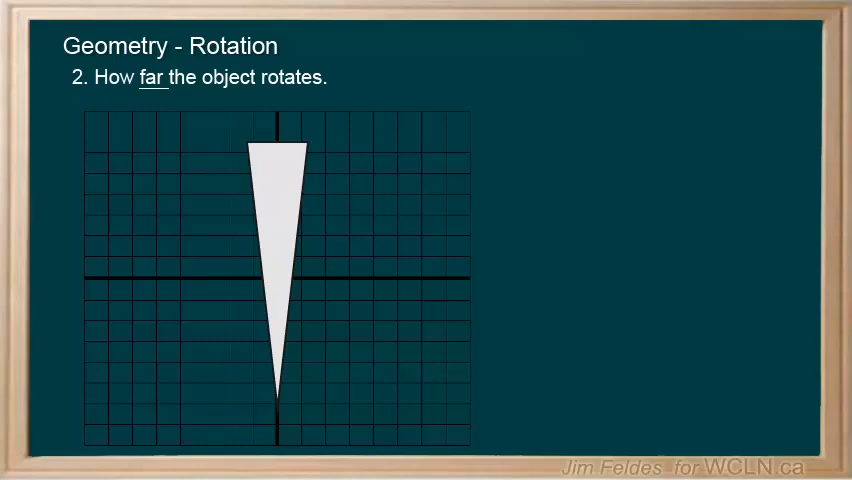 Geometry - Rotation
2. How far the object rotates.
Jim Feldes for WCLN.ca